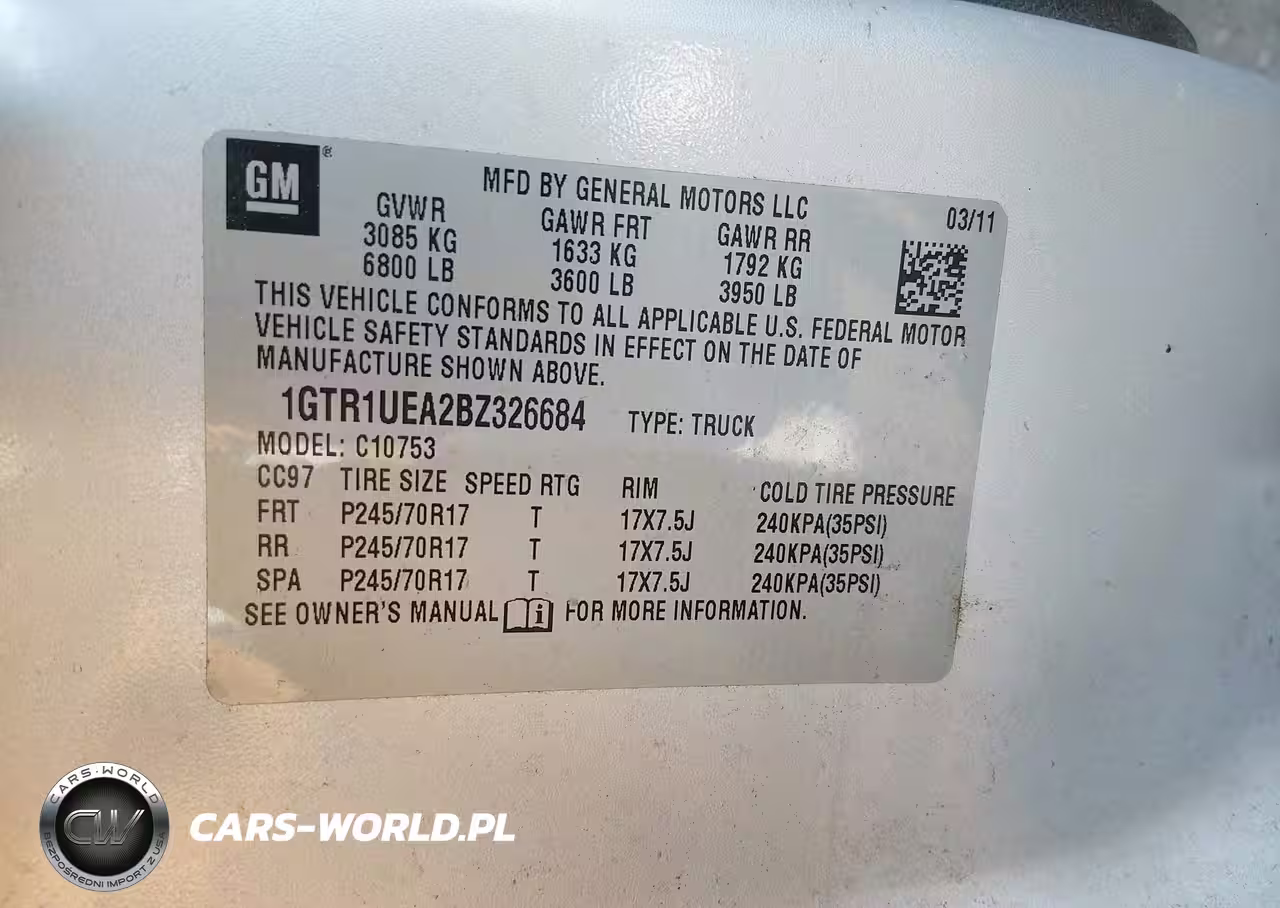 GM®
MFD BY GENERAL MOTORS LLC
03/11
GVWR GAWR FRT GAWR RR
3085 KG 1633 KG 1792 KG
6800 LB 3600 LB 3950 LB
THIS VEHICLE CONFORMS TO ALL APPLICABLE U.S. FEDERAL MOTOR
VEHICLE SAFETY STANDARDS IN EFFECT ON THE DATE OF
MANUFACTURE SHOWN ABOVE.
1GTR1UEA2BZ326684 TYPE: TRUCK
MODEL: C10753
CC97 TIRE SIZE SPEED RTG RIM COLD TIRE PRESSURE
FRT P245/70R17 T 17X7.5J 240KPA(35PSI)
RR P245/70R17 T 17X7.5J 240KPA(35PSI)
SPA P245/70R17 T 17X7.5J 240KPA(35PSI)
SEE OWNER'S MANUAL i FOR MORE INFORMATION.
CARS-WORLD
CW
BEZPOŚREDNI IMPORT Z USA
CARS-WORLD.PL